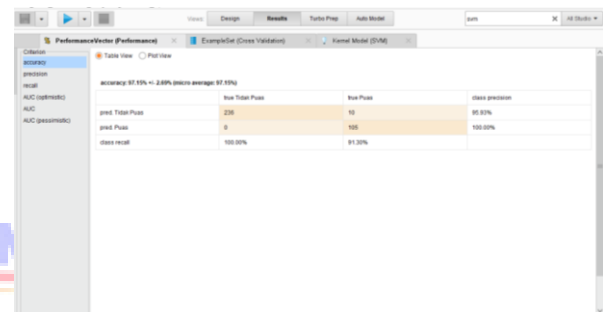 Views: Design Results Turbo Prep Auto Model svm All Studio
PerformanceVector (Performance) ExampleSet (Cross Validation) Kernel Model (SVM)
Criterion
accuracy
precision
recall
AUC (optimistic)
AUC
AUC (pessimistic)
Table View Plot View
accuracy: 97.15% +/- 2.69% (micro average: 97.15%)
true Tidak Puas true Puas class precision
pred. Tidak Puas 236 10 95.93%
pred. Puas 0 105 100.00%
class recall 100.00% 91.30%